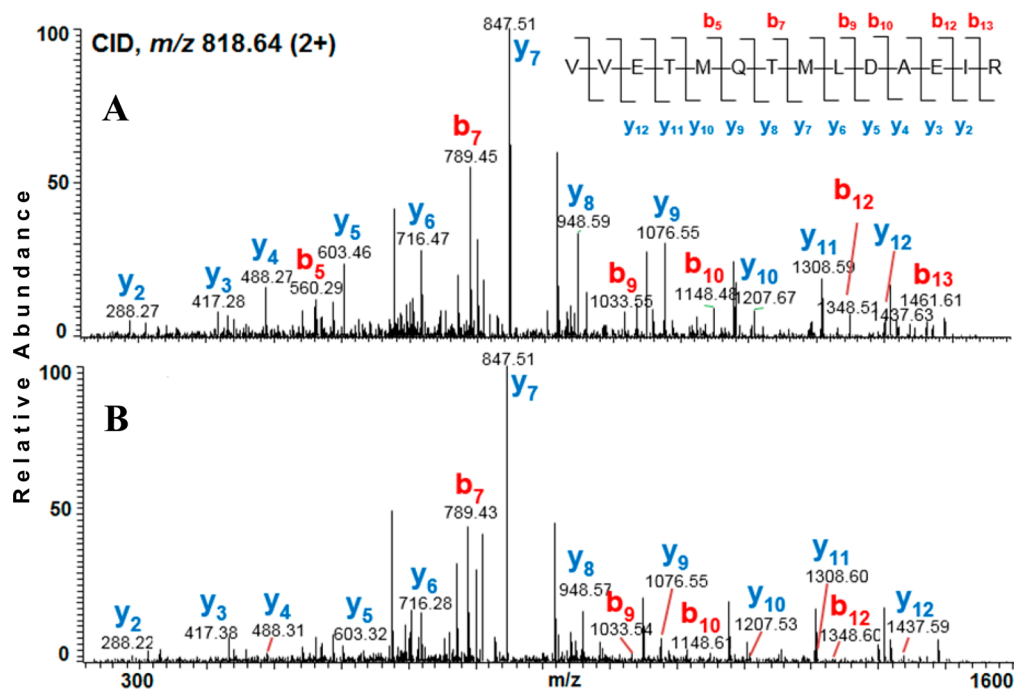 847.51
CID, m/z 818.64 (2+)
y7
A
b5 b7 b9 b10 b12 b13
V V E T M Q T M L D A E I R
y12 y11 y10 y9 y8 y7 y6 y5 y4 y3 y2
100
50
0
Relative Abundance
y2
288.27
y3
417.28
y4
488.27
b5
560.29
y5
603.46
y6
716.47
b7
789.45
y8
948.59
b9
1033.55
y9
1076.55
b10
1148.48
y10
1207.67
y11
1308.59
b12
1348.51
y12
1437.63
b13
1461.61
847.51
y7
B
100
50
0
y2
288.22
y3
417.38
y4
488.31
y5
603.32
y6
716.28
b7
789.43
y8
948.57
b9
1033.54
y9
1076.55
b10
1148.61
y10
1207.53
y11
1308.60
b12
1348.60
y12
1437.59
300 m/z 1600